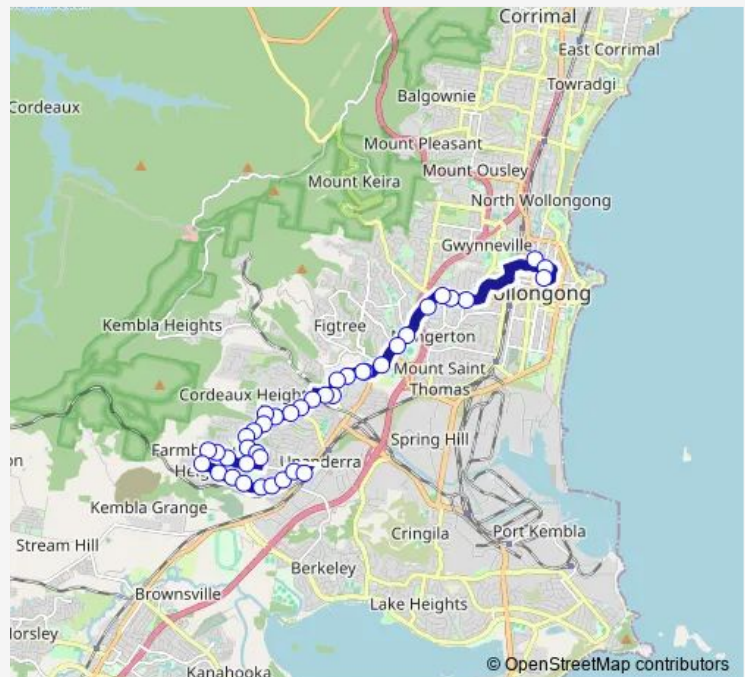 Corrimal
East Corrimal
Towradgi
Balgownie
Cordeaux
Mount Pleasant
Mount Ousley
Mount Keira
North Wollongong
Gwynneville
ollongong
Kembla Heights
Figtree
ngerton
Mount Saint
Thomas
Cordeaux Heigh
Spring Hill
Farmb
Heig
Unanderra
Kembla Grange
Port Kembla
Cringila
Stream Hill
Berkeley
Brownsville
Lake Heights
Horsley
Kanahooka
© OpenStreetMap contributors